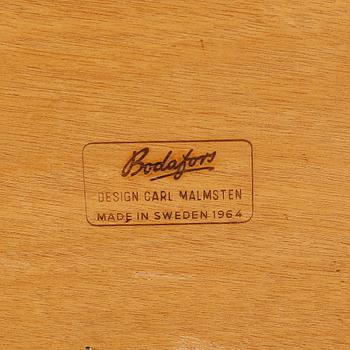 Bodafors
DESIGN CARL MALMSTEN
MADE IN SWEDEN 1964